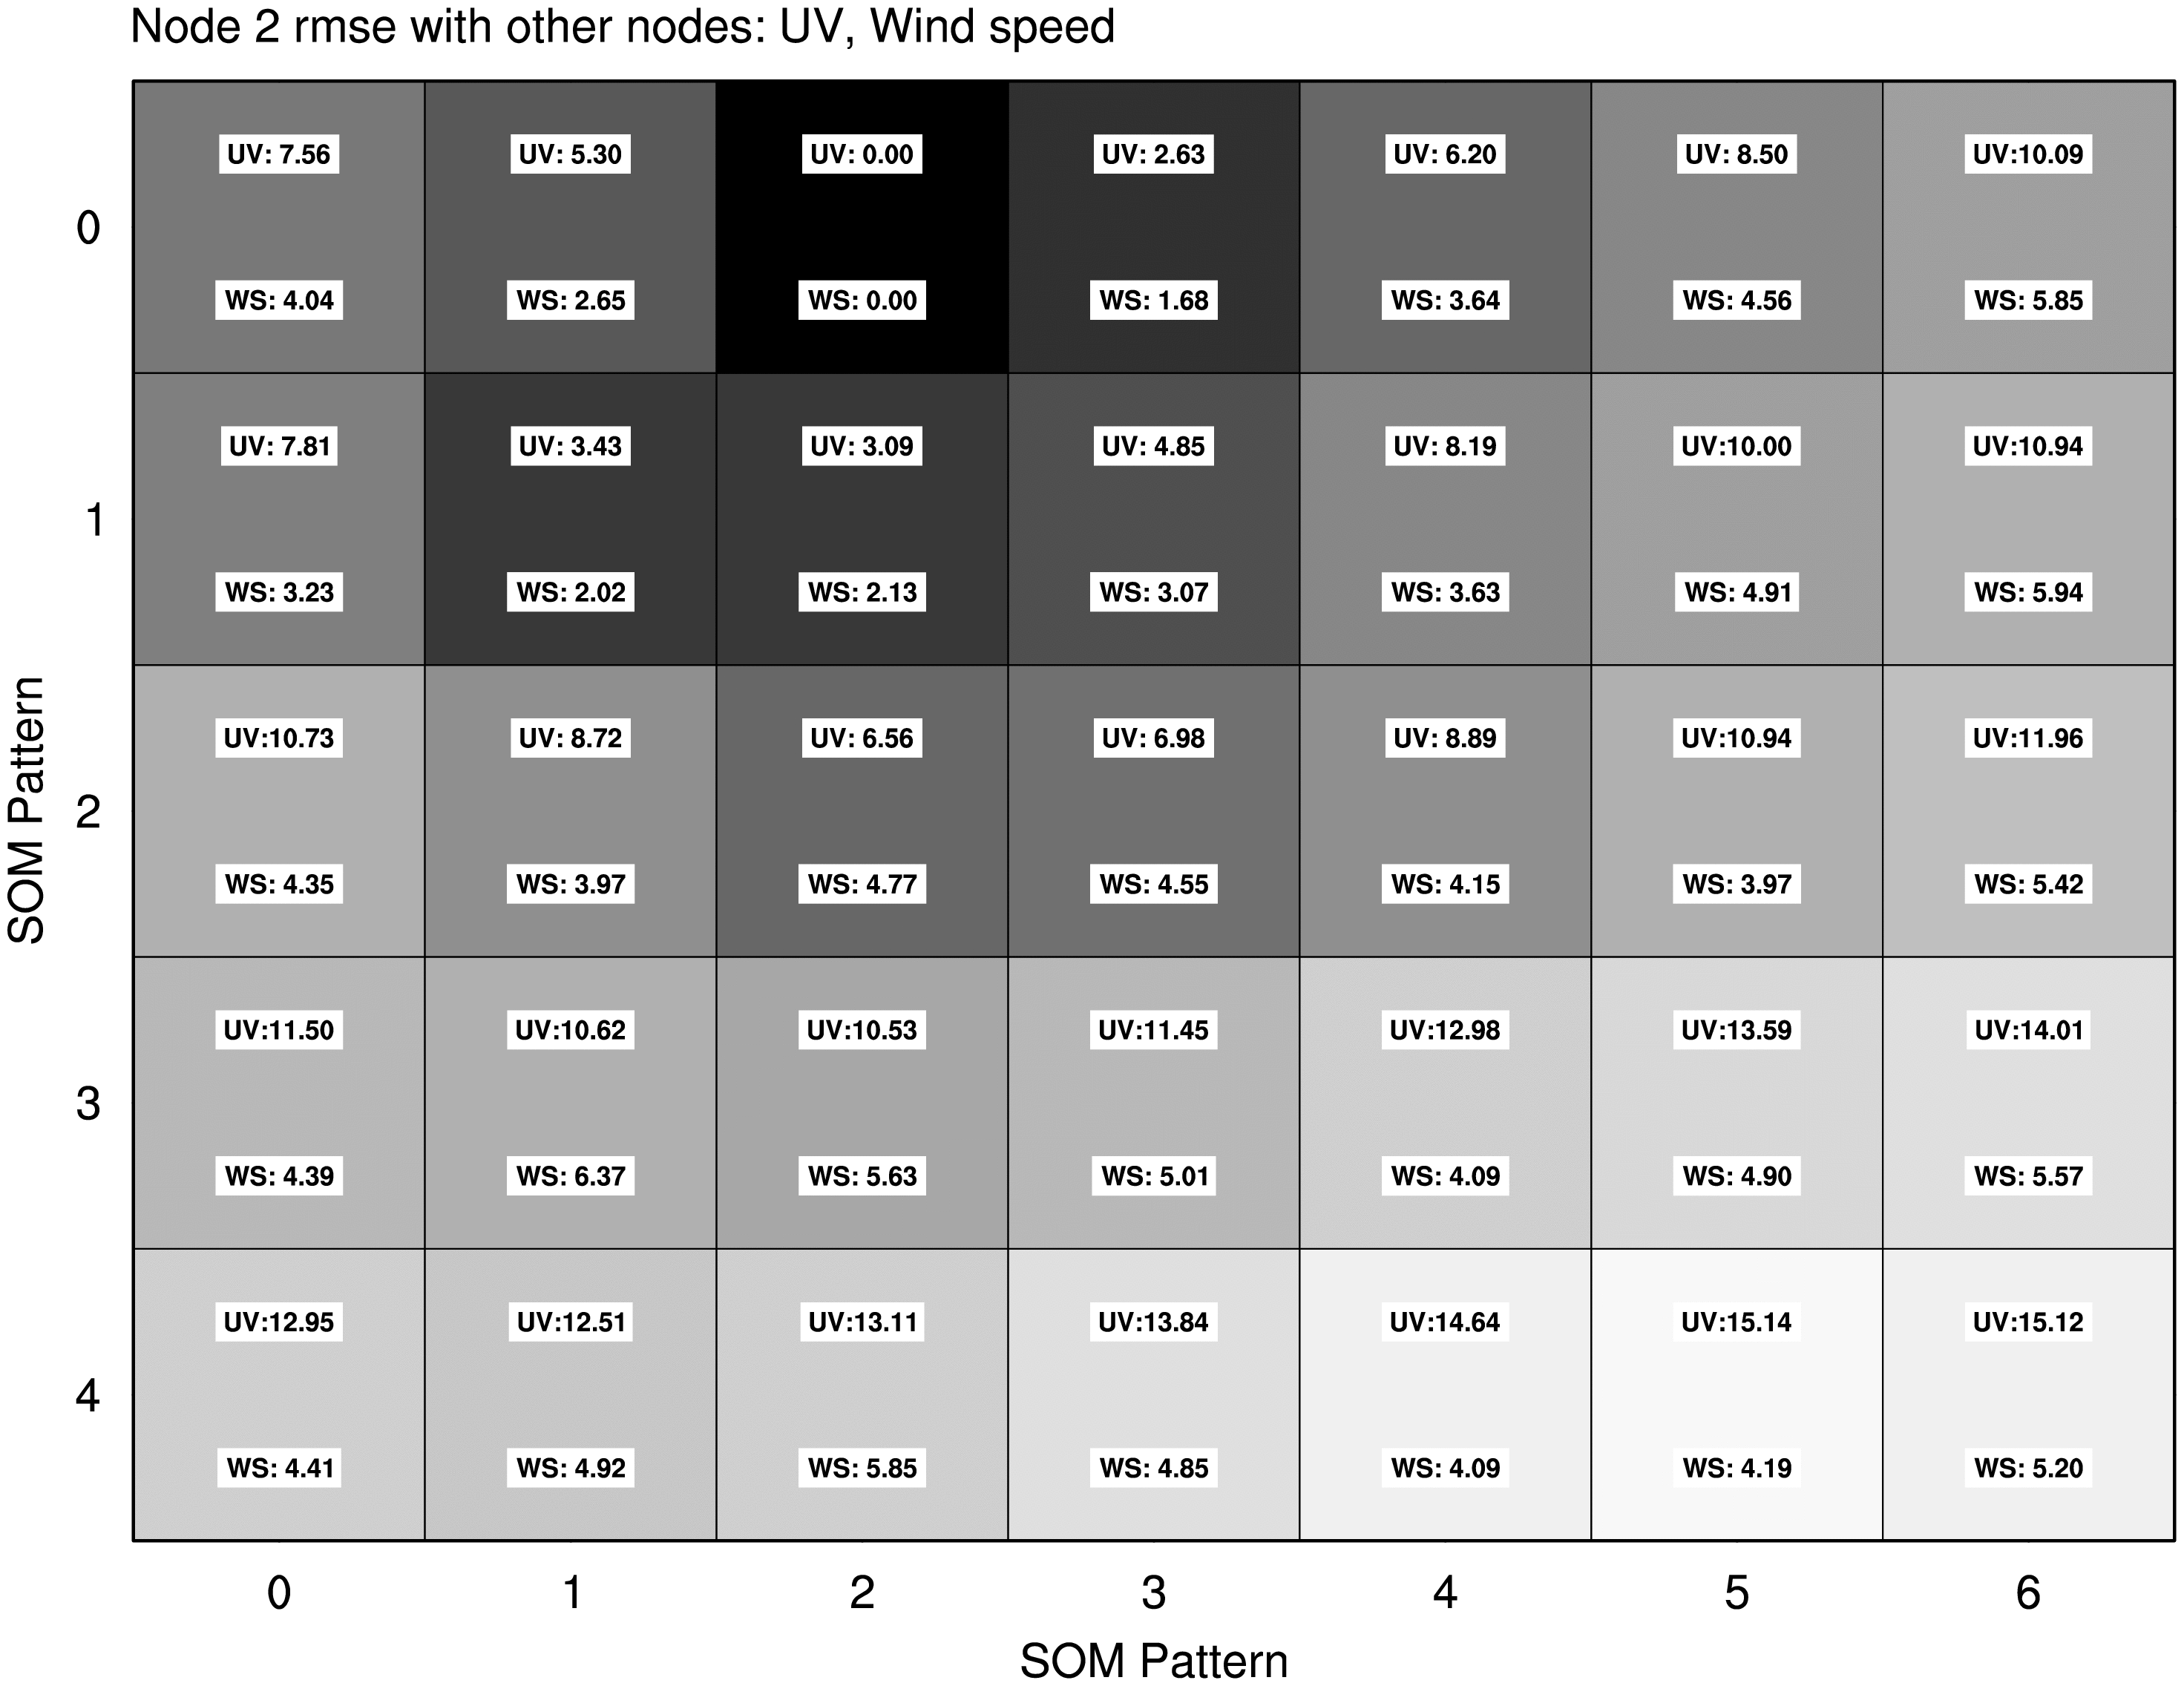 Node 2 rmse with other nodes: UV, Wind speed
UV: 7.56 UV: 5.30 UV: 0.00 UV: 2.63 UV: 6.20 UV: 8.50 UV:10.09
0
WS: 4.04 WS: 2.65 WS: 0.00 WS: 1.68 WS: 3.64 WS: 4.56 WS: 5.85
UV: 7.81 UV: 3.43 UV: 3.09 UV: 4.85 UV: 8.19 UV:10.00 UV:10.94
1
WS: 3.23 WS: 2.02 WS: 2.13 WS: 3.07 WS: 3.63 WS: 4.91 WS: 5.94
UV:10.73 UV: 8.72 UV: 6.56 UV: 6.98 UV: 8.89 UV:10.94 UV:11.96
SOM Pattern
2
WS: 4.35 WS: 3.97 WS: 4.77 WS: 4.55 WS: 4.15 WS: 3.97 WS: 5.42
UV:11.50 UV:10.62 UV:10.53 UV:11.45 UV:12.98 UV:13.59 UV:14.01
3
WS: 4.39 WS: 6.37 WS: 5.63 WS: 5.01 WS: 4.09 WS: 4.90 WS: 5.57
UV:12.95 UV:12.51 UV:13.11 UV:13.84 UV:14.64 UV:15.14 UV:15.12
4
WS: 4.41 WS: 4.92 WS: 5.85 WS: 4.85 WS: 4.09 WS: 4.19 WS: 5.20
0 1 2 3 4 5 6
SOM Pattern